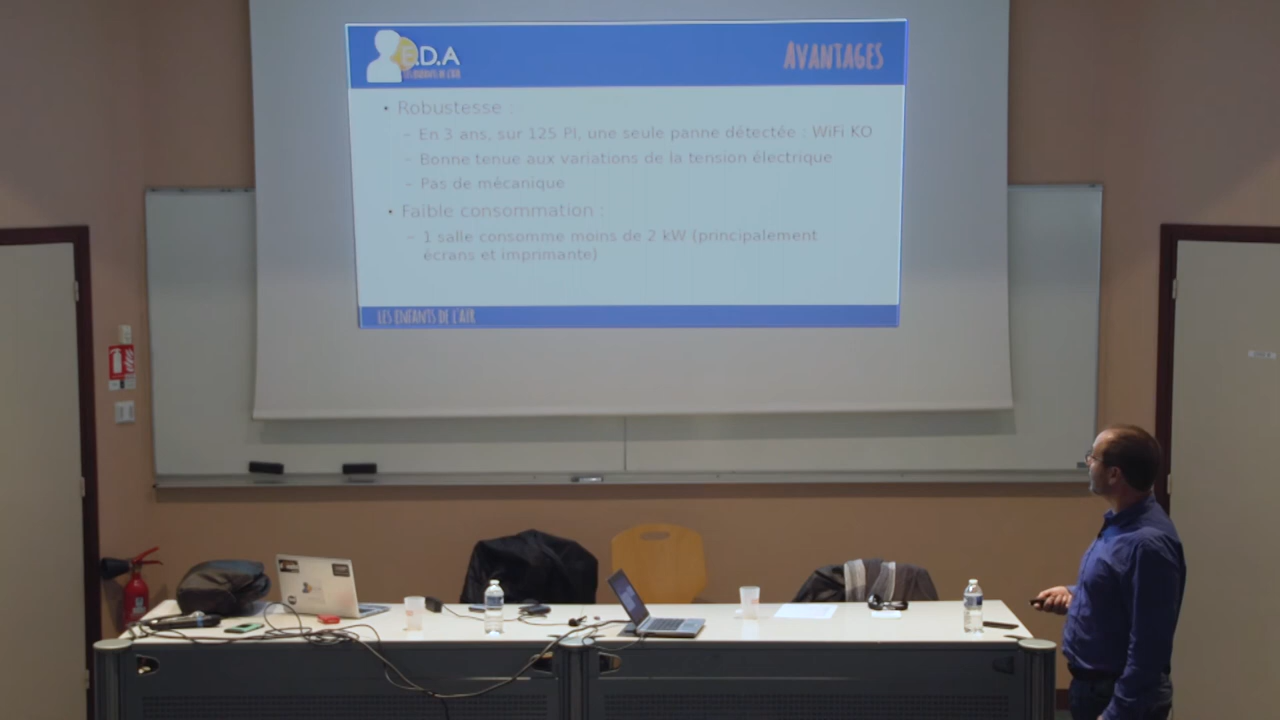 E.D.A
AVANTAGES
• Robustesse :
– En 3 ans, sur 125 PI, une seule panne détectée : WiFi KO
– Bonne tenue aux variations de la tension électrique
– Pas de mécanique
• Faible consommation :
– 1 salle consomme moins de 2 kW (principalement
écrans et imprimante)
LES ENFANTS DE L'AIR